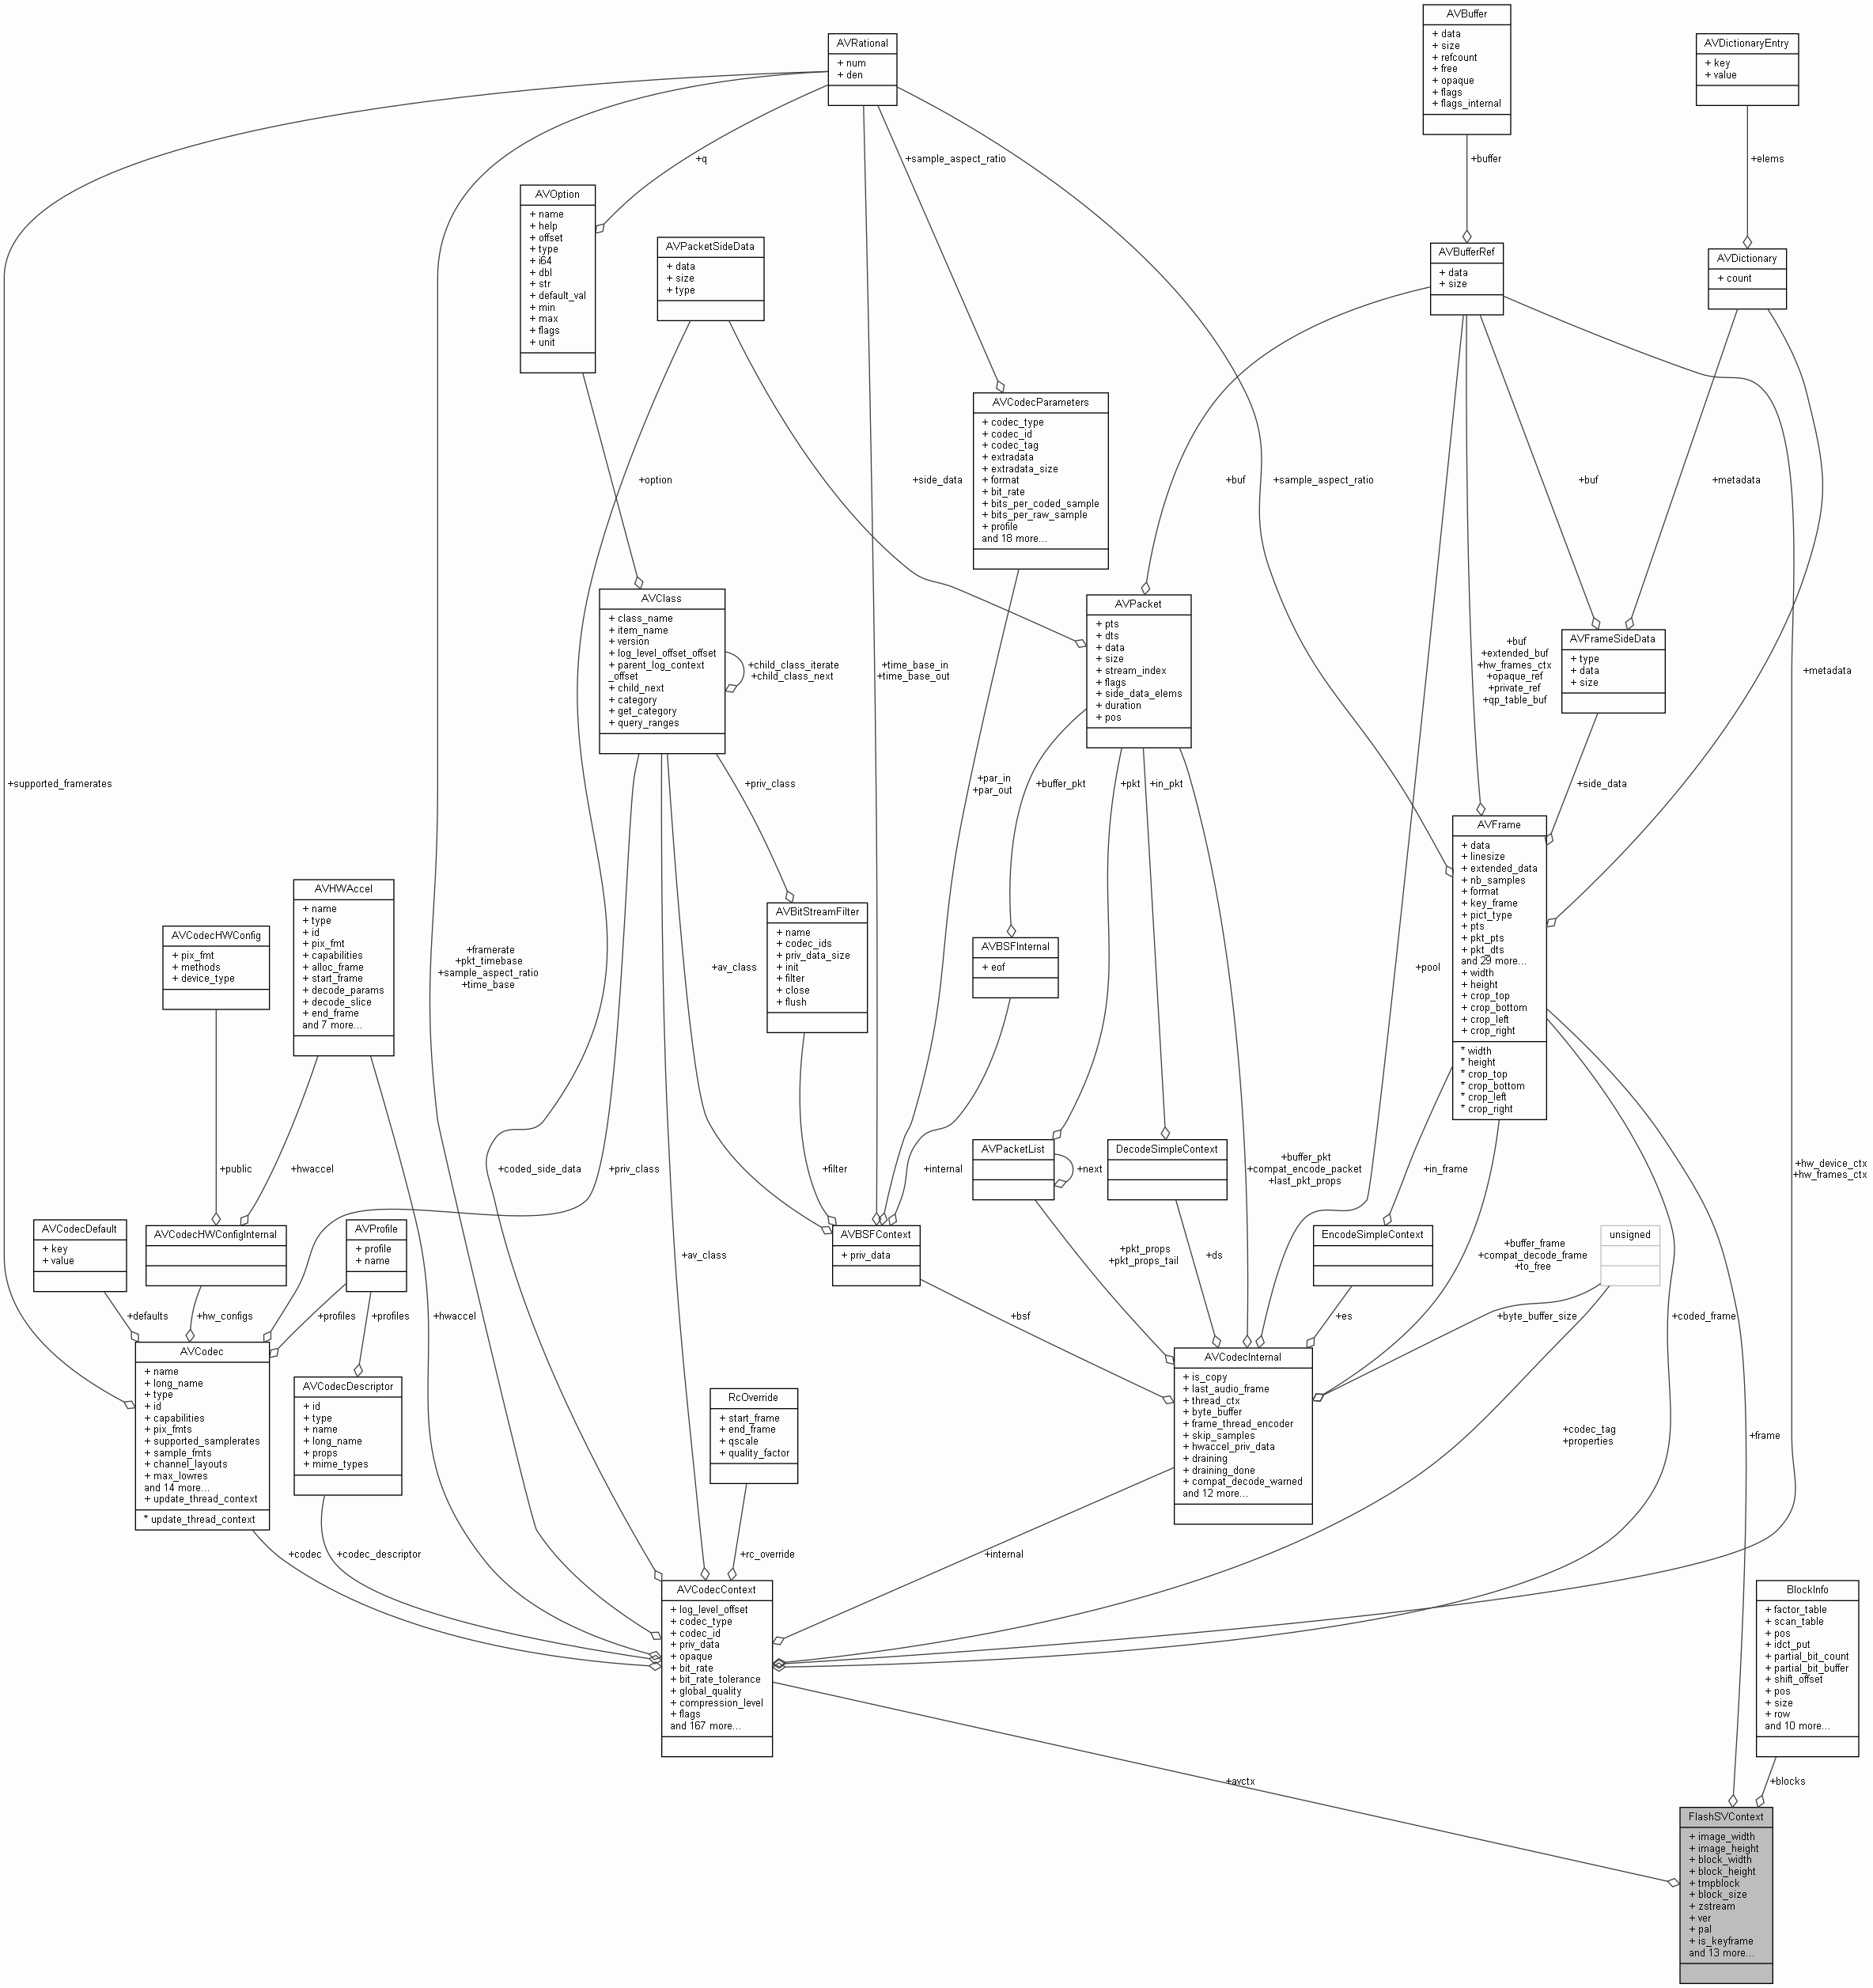 AVBuffer
+ data
+ size
+ refcount
+ free
+ opaque
+ flags
+ flags_internal
AVRational
+ num
+ den
AVDictionaryEntry
+ key
+ value
+q
+sample_aspect_ratio
+buffer
+elems
AVOption
+ name
+ help
+ offset
+ type
+ i64
+ dbl
+ str
+ default_val
+ min
+ max
+ flags
+ unit
AVPacketSideData
+ data
+ size
+ type
AVBufferRef
+ data
+ size
AVDictionary
+ count
AVCodecParameters
+ codec_type
+ codec_id
+ codec_tag
+ extradata
+ extradata_size
+ format
+ bit_rate
+ bits_per_coded_sample
+ bits_per_raw_sample
+ profile
and 18 more...
+option
+side_data
+buf
+sample_aspect_ratio
+buf
+metadata
AVClass
+ class_name
+ item_name
+ version
+ log_level_offset_offset
+ parent_log_context
_offset
+ child_next
+ category
+ get_category
+ query_ranges
+child_class_iterate
+child_class_next
+time_base_in
+time_base_out
AVPacket
+ pts
+ dts
+ data
+ size
+ stream_index
+ flags
+ side_data_elems
+ duration
+ pos
+buf
+extended_buf
+hw_frames_ctx
+opaque_ref
+private_ref
+qp_table_buf
AVFrameSideData
+ type
+ data
+ size
+metadata
+supported_framerates
+priv_class
+par_in
+par_out
+buffer_pkt
+pkt
+in_pkt
+side_data
AVFrame
+ data
+ linesize
+ extended_data
+ nb_samples
+ format
+ key_frame
+ pict_type
+ pts
+ pkt_pts
+ pkt_dts
and 29 more...
+ width
+ height
+ crop_top
+ crop_bottom
+ crop_left
+ crop_right
* width
* height
* crop_top
* crop_bottom
* crop_left
* crop_right
AVHWAccel
+ name
+ type
+ id
+ pix_fmt
+ capabilities
+ alloc_frame
+ start_frame
+ decode_params
+ decode_slice
+ end_frame
and 7 more...
AVCodecHWConfig
+ pix_fmt
+ methods
+ device_type
+framerate
+pkt_timebase
+sample_aspect_ratio
+time_base
+av_class
AVBitStreamFilter
+ name
+ codec_ids
+ priv_data_size
+ init
+ filter
+ close
+ flush
AVBSFInternal
+ eof
+pool
+public
+hwaccel
+coded_side_data
+priv_class
+filter
+internal
AVPacketList
+next
DecodeSimpleContext
+buffer_pkt
+compat_encode_packet
+last_pkt_props
+in_frame
+hw_device_ctx
+hw_frames_ctx
AVCodecDefault
+ key
+ value
AVCodecHWConfigInternal
AVProfile
+ profile
+ name
+av_class
AVBSFContext
+ priv_data
+pkt_props
+pkt_props_tail
+ds
EncodeSimpleContext
+buffer_frame
+compat_decode_frame
+to_free
unsigned
+defaults
+hw_configs
+profiles
+profiles
+hwaccel
+bsf
+es
+byte_buffer_size
+coded_frame
AVCodec
+ name
+ long_name
+ type
+ id
+ capabilities
+ pix_fmts
+ supported_samplerates
+ sample_fmts
+ channel_layouts
+ max_lowres
and 14 more...
+ update_thread_context
* update_thread_context
AVCodecDescriptor
+ id
+ type
+ name
+ long_name
+ props
+ mime_types
RcOverride
+ start_frame
+ end_frame
+ qscale
+ quality_factor
AVCodecInternal
+ is_copy
+ last_audio_frame
+ thread_ctx
+ byte_buffer
+ frame_thread_encoder
+ skip_samples
+ hwaccel_priv_data
+ draining
+ draining_done
+ compat_decode_warned
and 12 more...
+codec_tag
+properties
+frame
+codec
+codec_descriptor
+rc_override
+internal
AVCodecContext
+ log_level_offset
+ codec_type
+ codec_id
+ priv_data
+ opaque
+ bit_rate
+ bit_rate_tolerance
+ global_quality
+ compression_level
+ flags
and 167 more...
BlockInfo
+ factor_table
+ scan_table
+ pos
+ idct_put
+ partial_bit_count
+ partial_bit_buffer
+ shift_offset
+ pos
+ size
+ row
and 10 more...
+avctx
+blocks
FlashSVContext
+ image_width
+ image_height
+ block_width
+ block_height
+ tmpblock
+ block_size
+ zstream
+ ver
+ pal
+ is_keyframe
and 13 more...